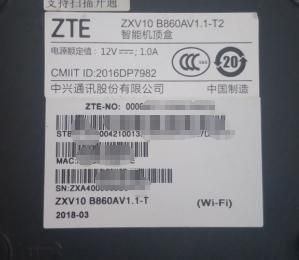 支持扫描开通
ZTE
ZXV10 B860AV1.1-T2
智能机顶盒
电源额定值: 12V⎓, 1.0A
CMIIT ID:2016DP7982
中兴通讯股份有限公司
中国制造
ZTE-NO:
MAC:
SN:ZXA400
ZXV10 B860AV1.1-T (Wi-Fi)
2018-03